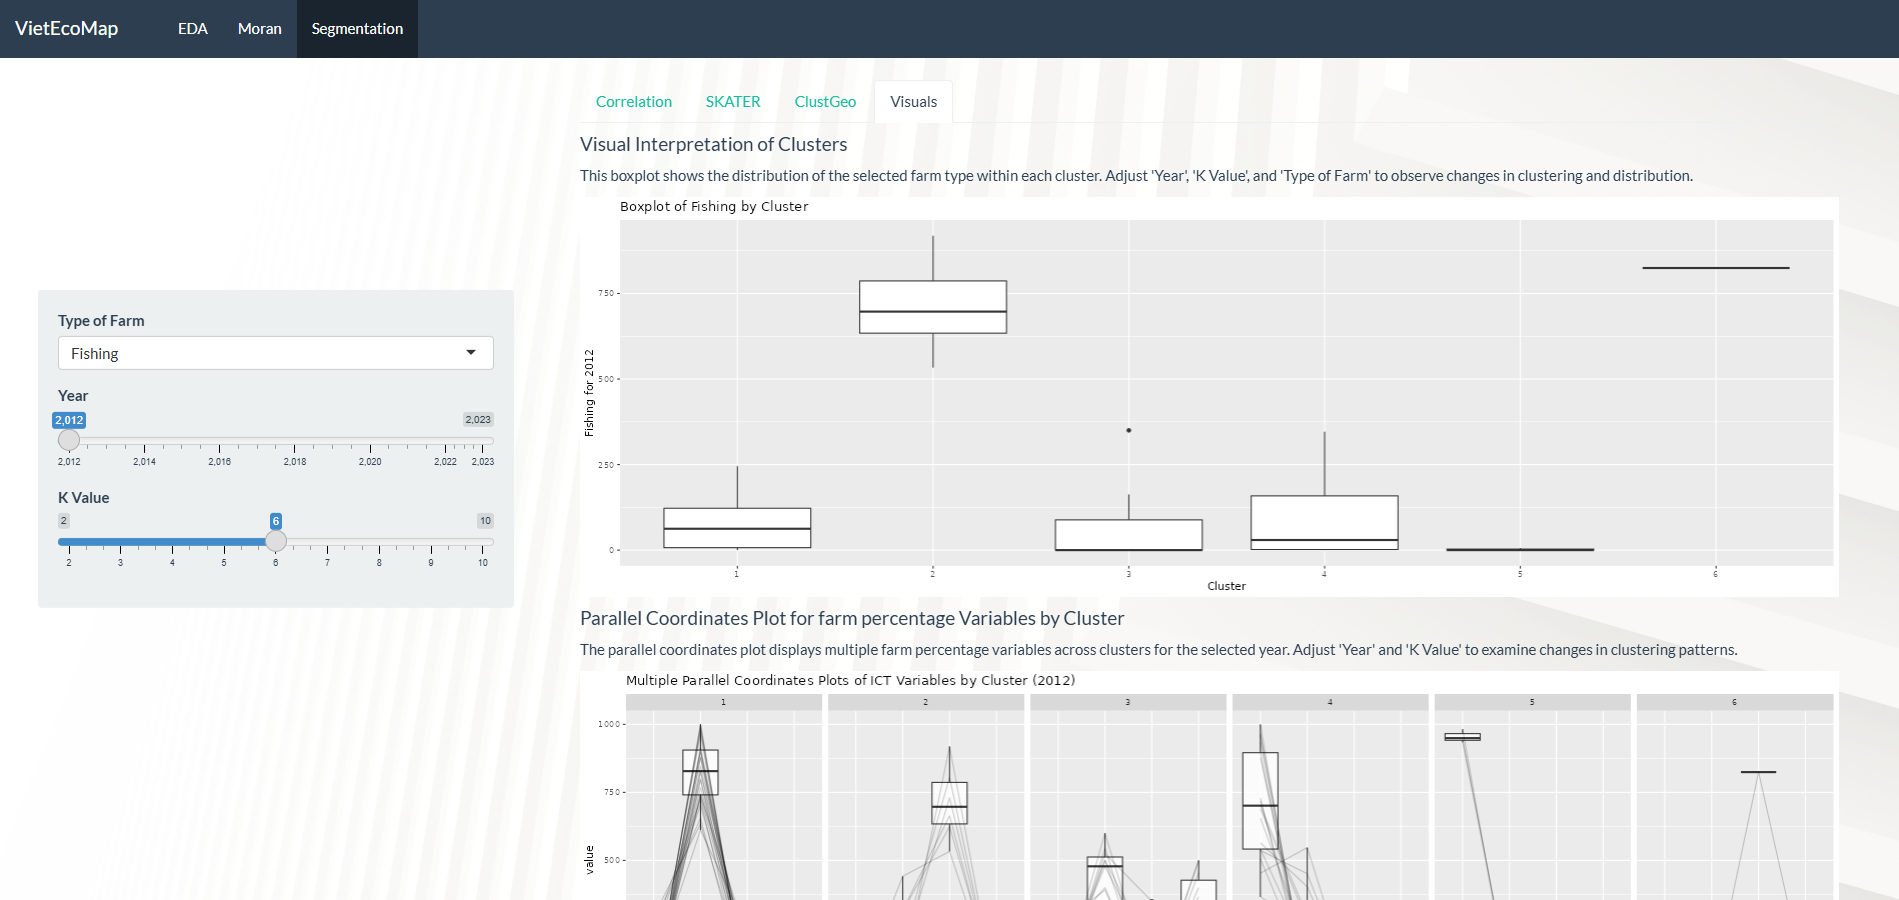 VietEcoMap EDA Moran Segmentation
Correlation SKATER ClustGeo Visuals
Visual Interpretation of Clusters
This boxplot shows the distribution of the selected farm type within each cluster. Adjust 'Year', 'K Value', and 'Type of Farm' to observe changes in clustering and distribution.
Type of Farm
Fishing
Year
2,012 2,023
2,012 2,014 2,016 2,018 2,020 2,022 2,023
K Value
2 6 10
2 3 4 5 6 7 8 9 10
Boxplot of Fishing by Cluster
Fishing for 2012
750
500
250
0
1 2 3 4 5 6
Cluster
Parallel Coordinates Plot for farm percentage Variables by Cluster
The parallel coordinates plot displays multiple farm percentage variables across clusters for the selected year. Adjust 'Year' and 'K Value' to examine changes in clustering patterns.
Multiple Parallel Coordinates Plots of ICT Variables by Cluster (2012)
1 2 3 4 5 6
value
1000
750
500